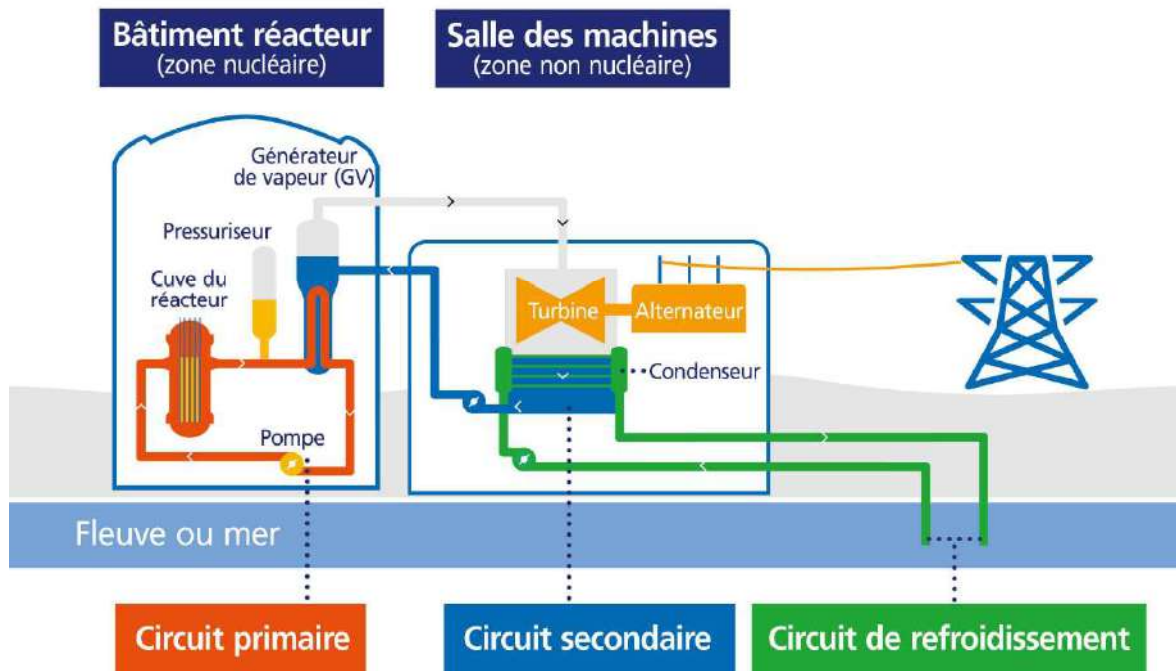 Bâtiment réacteur
(zone nucléaire)
Salle des machines
(zone non nucléaire)
Générateur
de vapeur (GV)
Pressuriseur
Cuve du
réacteur
Turbine
Alternateur
Condenseur
Pompe
Fleuve ou mer
Circuit primaire
Circuit secondaire
Circuit de refroidissement